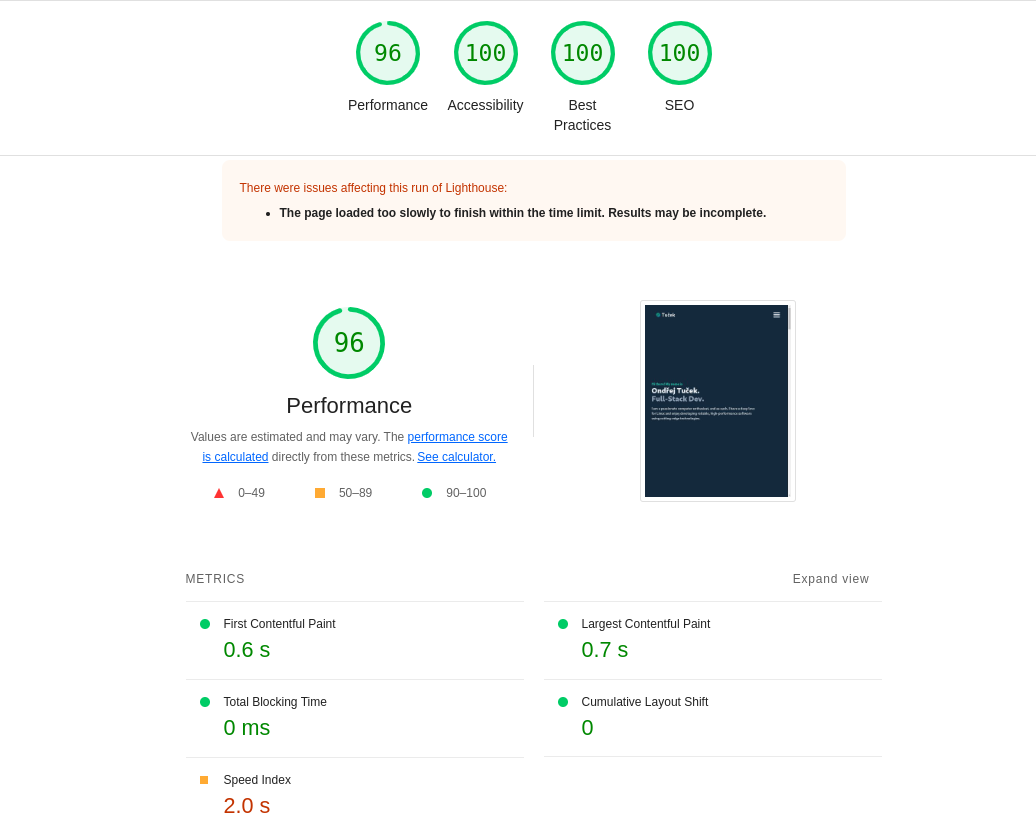 96
100
100
100
Performance
Accessibility
Best
Practices
SEO
There were issues affecting this run of Lighthouse:
The page loaded too slowly to finish within the time limit. Results may be incomplete.
96
Performance
Values are estimated and may vary. The performance score
is calculated directly from these metrics. See calculator.
0–49
50–89
90–100
Tuček
Ondřej Tuček.
Full-Stack Dev.
METRICS
Expand view
First Contentful Paint
0.6 s
Largest Contentful Paint
0.7 s
Total Blocking Time
0 ms
Cumulative Layout Shift
0
Speed Index
2.0 s